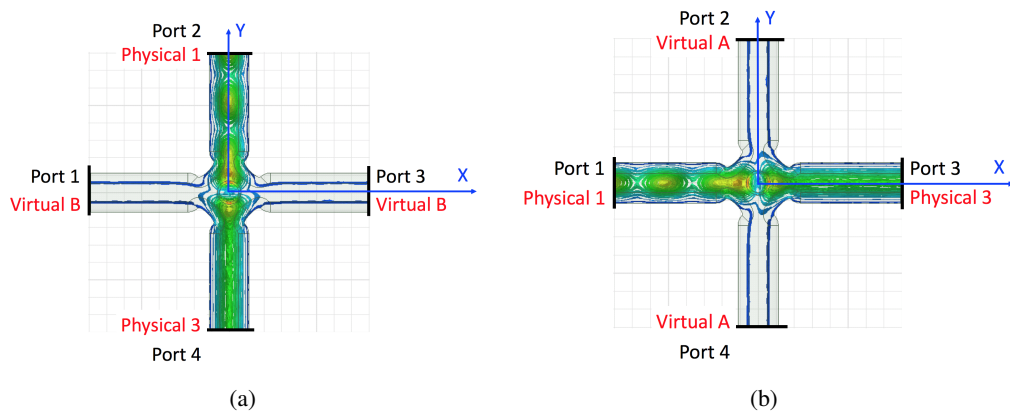 Port 2
Y
Physical 1
Port 1
Port 3
X
Virtual B
Virtual B
Physical 3
Port 4
(a)
Port 2
Y
Virtual A
Port 1
Port 3
X
Physical 1
Physical 3
Virtual A
Port 4
(b)